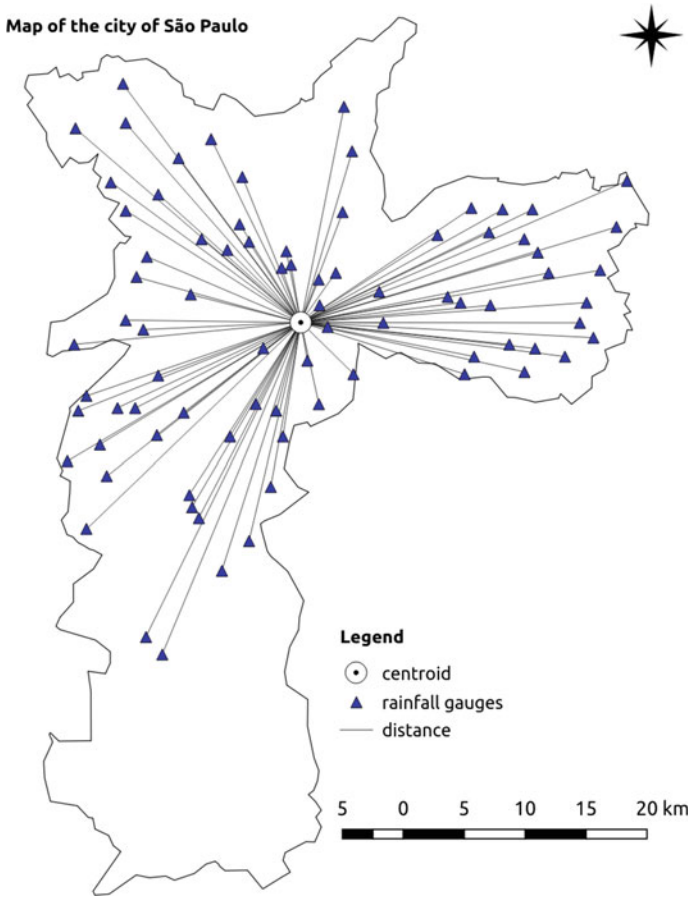 Map of the city of São Paulo
Legend
centroid
rainfall gauges
distance
5 0 5 10 15 20 km